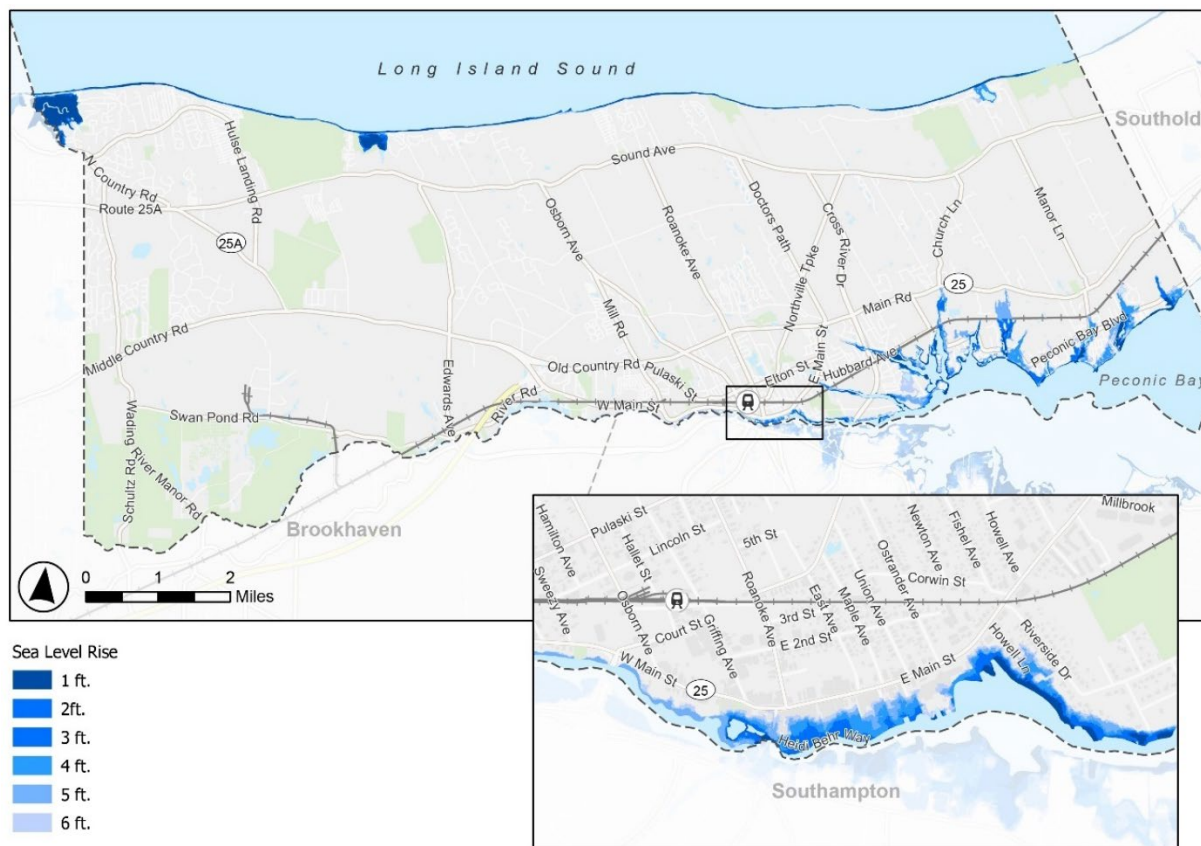 Long Island Sound
Southold
N Country Rd
Hulse Landing Rd
Route 25A
25A
Sound Ave
Osborn Ave
Roanoke Ave
Doctors Path
Cross River Dr
Northville Tpke
Church Ln
Manor Ln
25
Main Rd
Mill Rd
Middle Country Rd
Old Country Rd
Pulaski St
Elton St
E Main St
Hubbard Ave
Peconic Bay Blvd
Peconic Bay
Edwards Ave
River Rd
W Main St
Swan Pond Rd
Wading River Manor Rd
Schultz Rd
Brookhaven
0 1 2
Miles
Millbrook
Hamilton Ave
Pulaski St
Hallet St
Lincoln St
5th St
Newton Ave
Fishel Ave
Howell Ave
Ostrander Ave
Union Ave
Corwin St
Sweezy Ave
Osborn Ave
Court St
Griffing Ave
Roanoke Ave
3rd St
E 2nd St
East Ave
Maple Ave
W Main St
25
E Main St
Howell Ln
Riverside Dr
Heidi Behr Way
Southampton
Sea Level Rise
1 ft.
2ft.
3 ft.
4 ft.
5 ft.
6 ft.